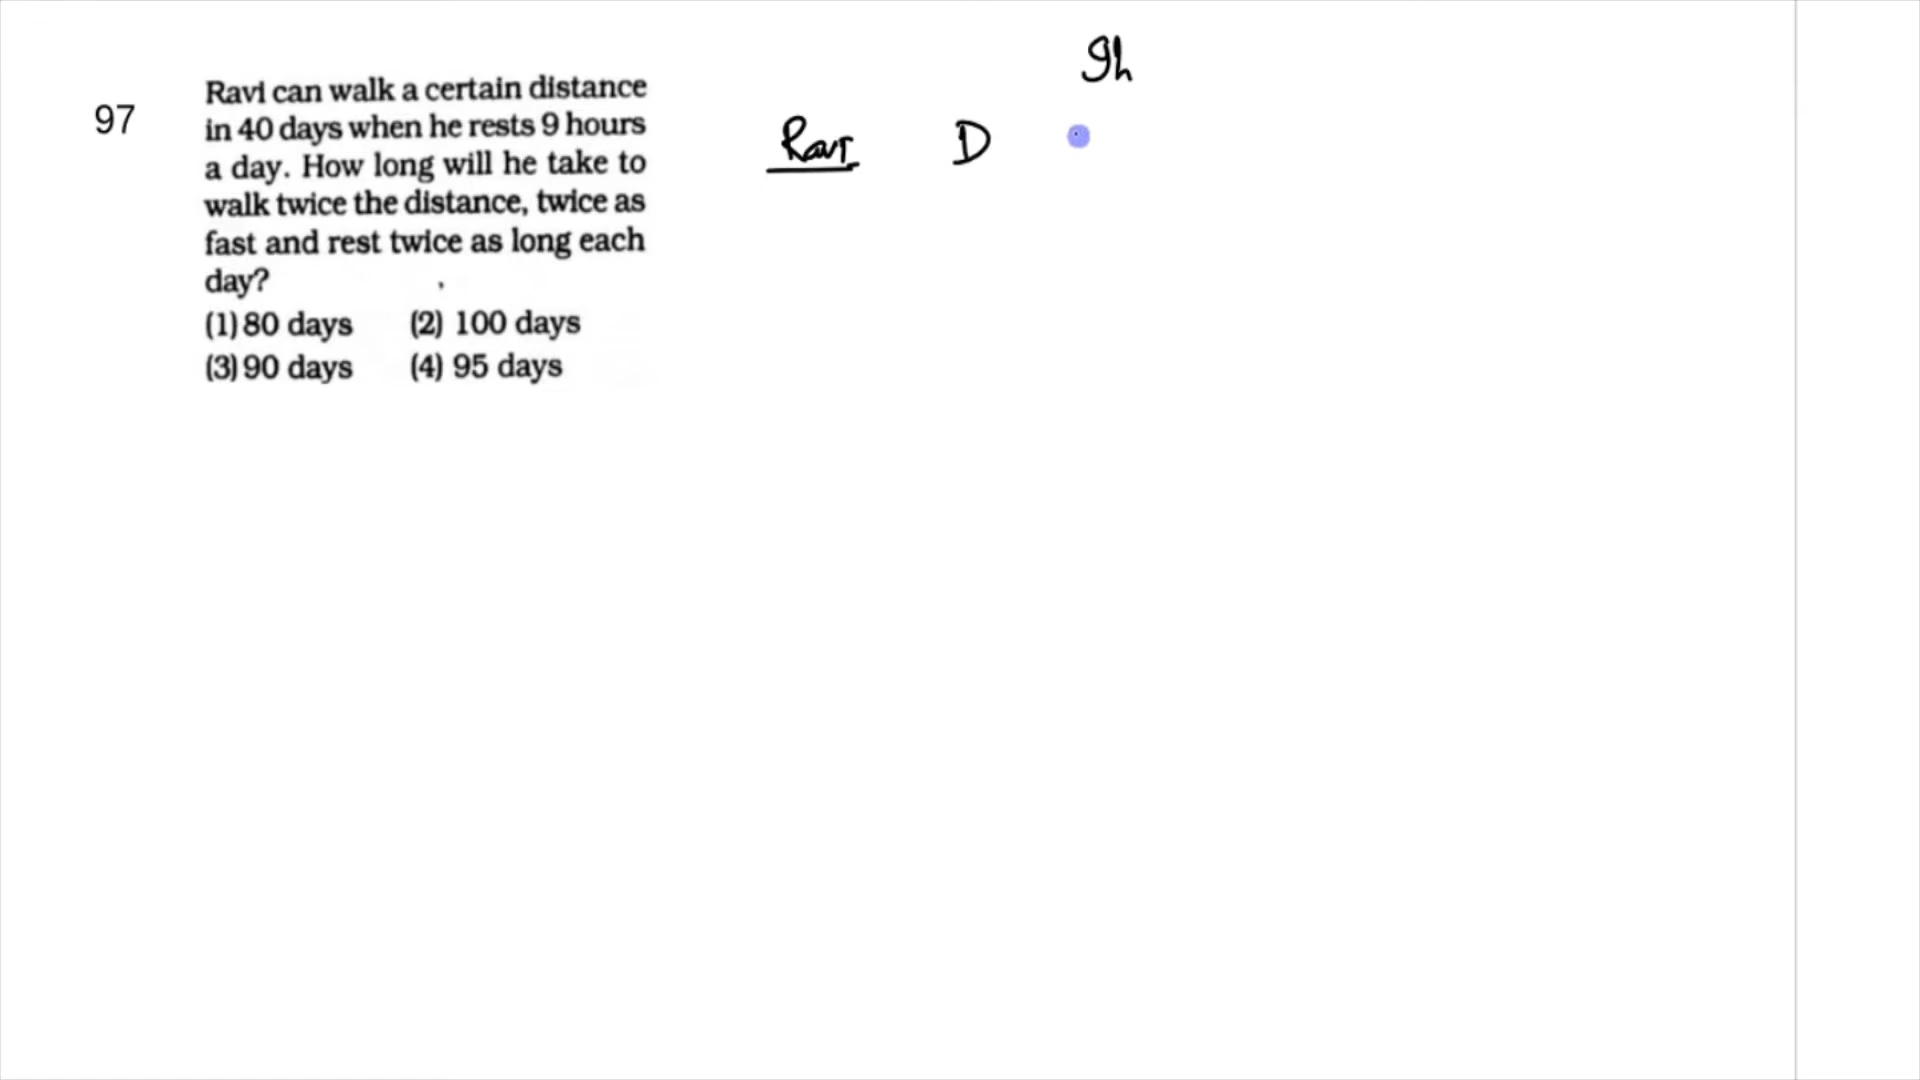 97
Ravi can walk a certain distance
in 40 days when he rests 9 hours
a day. How long will he take to
walk twice the distance, twice as
fast and rest twice as long each
day?
(1) 80 days (2) 100 days
(3) 90 days (4) 95 days
9h
Ravi D